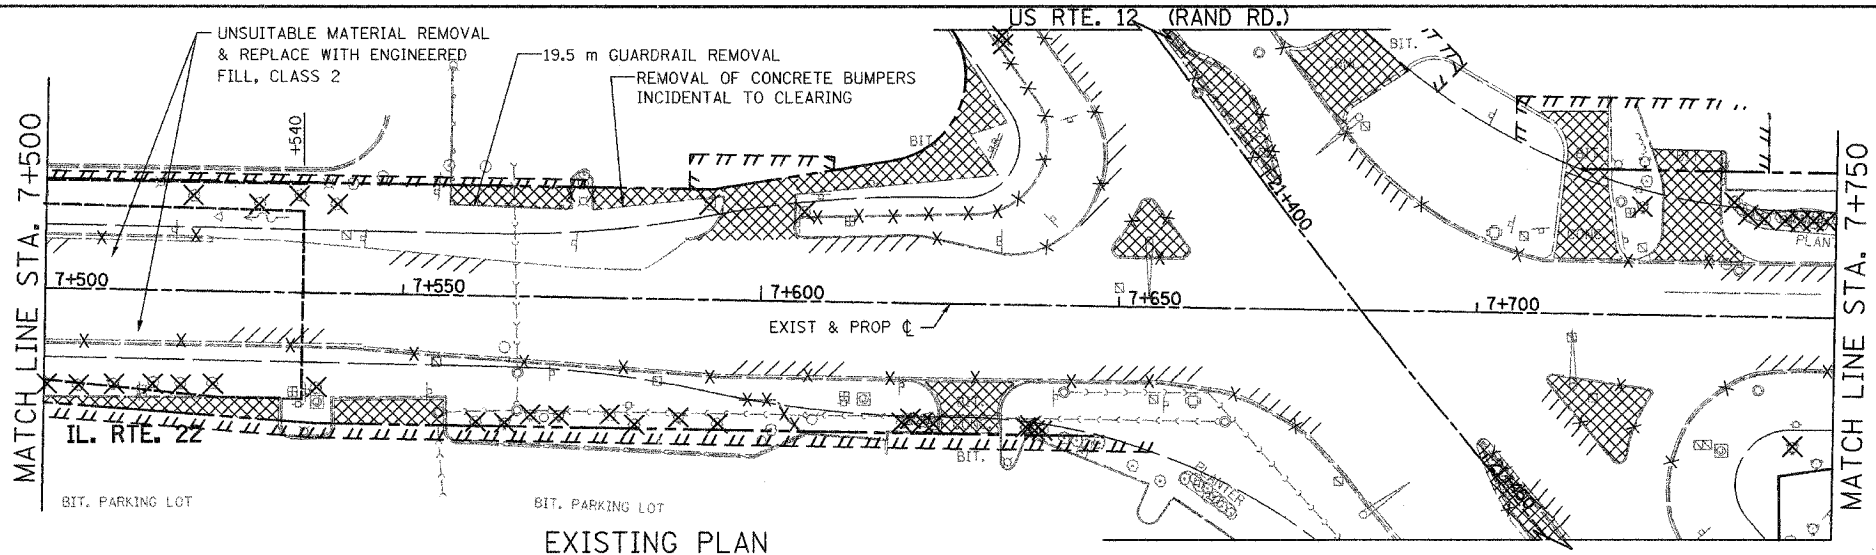 US RTE. 12 (RAND RD.)
UNSUITABLE MATERIAL REMOVAL
& REPLACE WITH ENGINEERED
FILL, CLASS 2
19.5 m GUARDRAIL REMOVAL
REMOVAL OF CONCRETE BUMPERS
INCIDENTAL TO CLEARING
BIT.
BIT.
+540
MATCH LINE STA. 7+500
MATCH LINE STA. 7+750
21+400
PLANT
7+500
7+550
7+600
7+650
7+700
EXIST & PROP ℄
IL. RTE. 22
BIT.
PLANTER
BIT. PARKING LOT
BIT. PARKING LOT
EXISTING PLAN